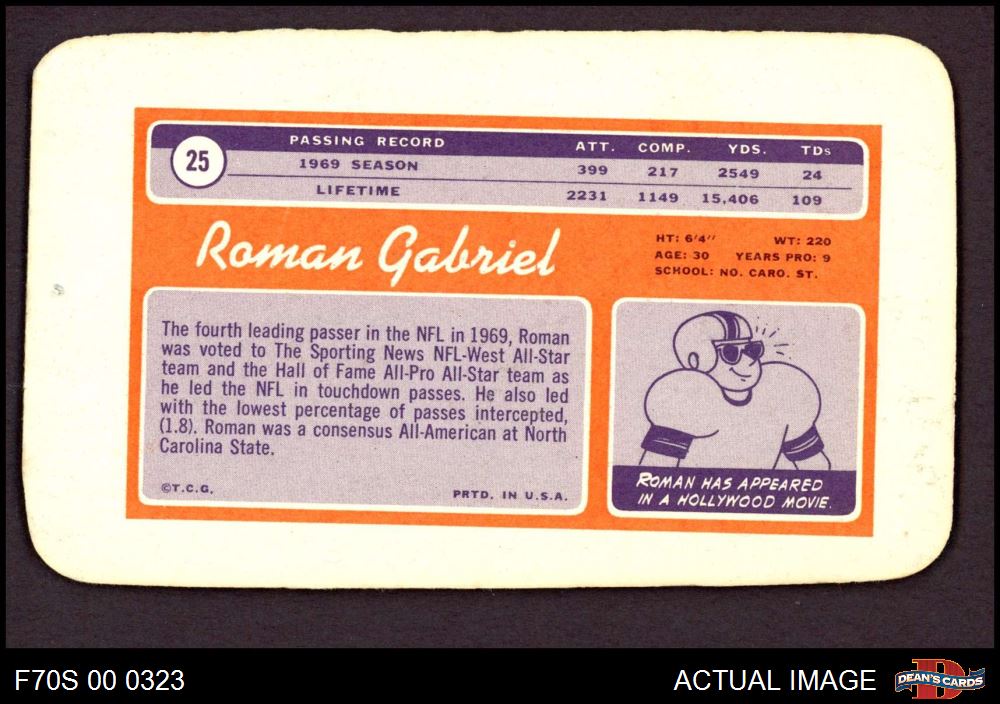 25
PASSING RECORD ATT. COMP. YDS. TDs
1969 SEASON 399 217 2549 24
LIFETIME 2231 1149 15,406 109
Roman Gabriel
HT: 6'4" WT: 220
AGE: 30 YEARS PRO: 9
SCHOOL: NO. CARO. ST.
The fourth leading passer in the NFL in 1969, Roman
was voted to The Sporting News NFL-West All-Star
team and the Hall of Fame All-Pro All-Star team as
he led the NFL in touchdown passes. He also led
with the lowest percentage of passes intercepted,
(1.8). Roman was a consensus All-American at North
Carolina State.
©T.C.G. PRTD. IN U.S.A.
ROMAN HAS APPEARED
IN A HOLLYWOOD MOVIE.
F70S 00 0323
ACTUAL IMAGE
D
DEAN'S CARDS